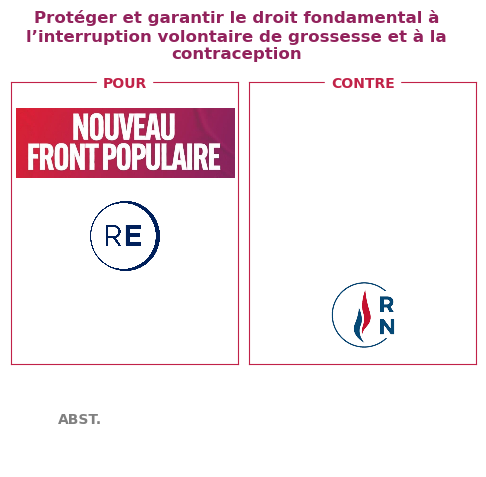 Protéger et garantir le droit fondamental à
l’interruption volontaire de grossesse et à la
contraception
POUR
CONTRE
NOUVEAU
FRONT POPULAIRE
RE
R
N
ABST.